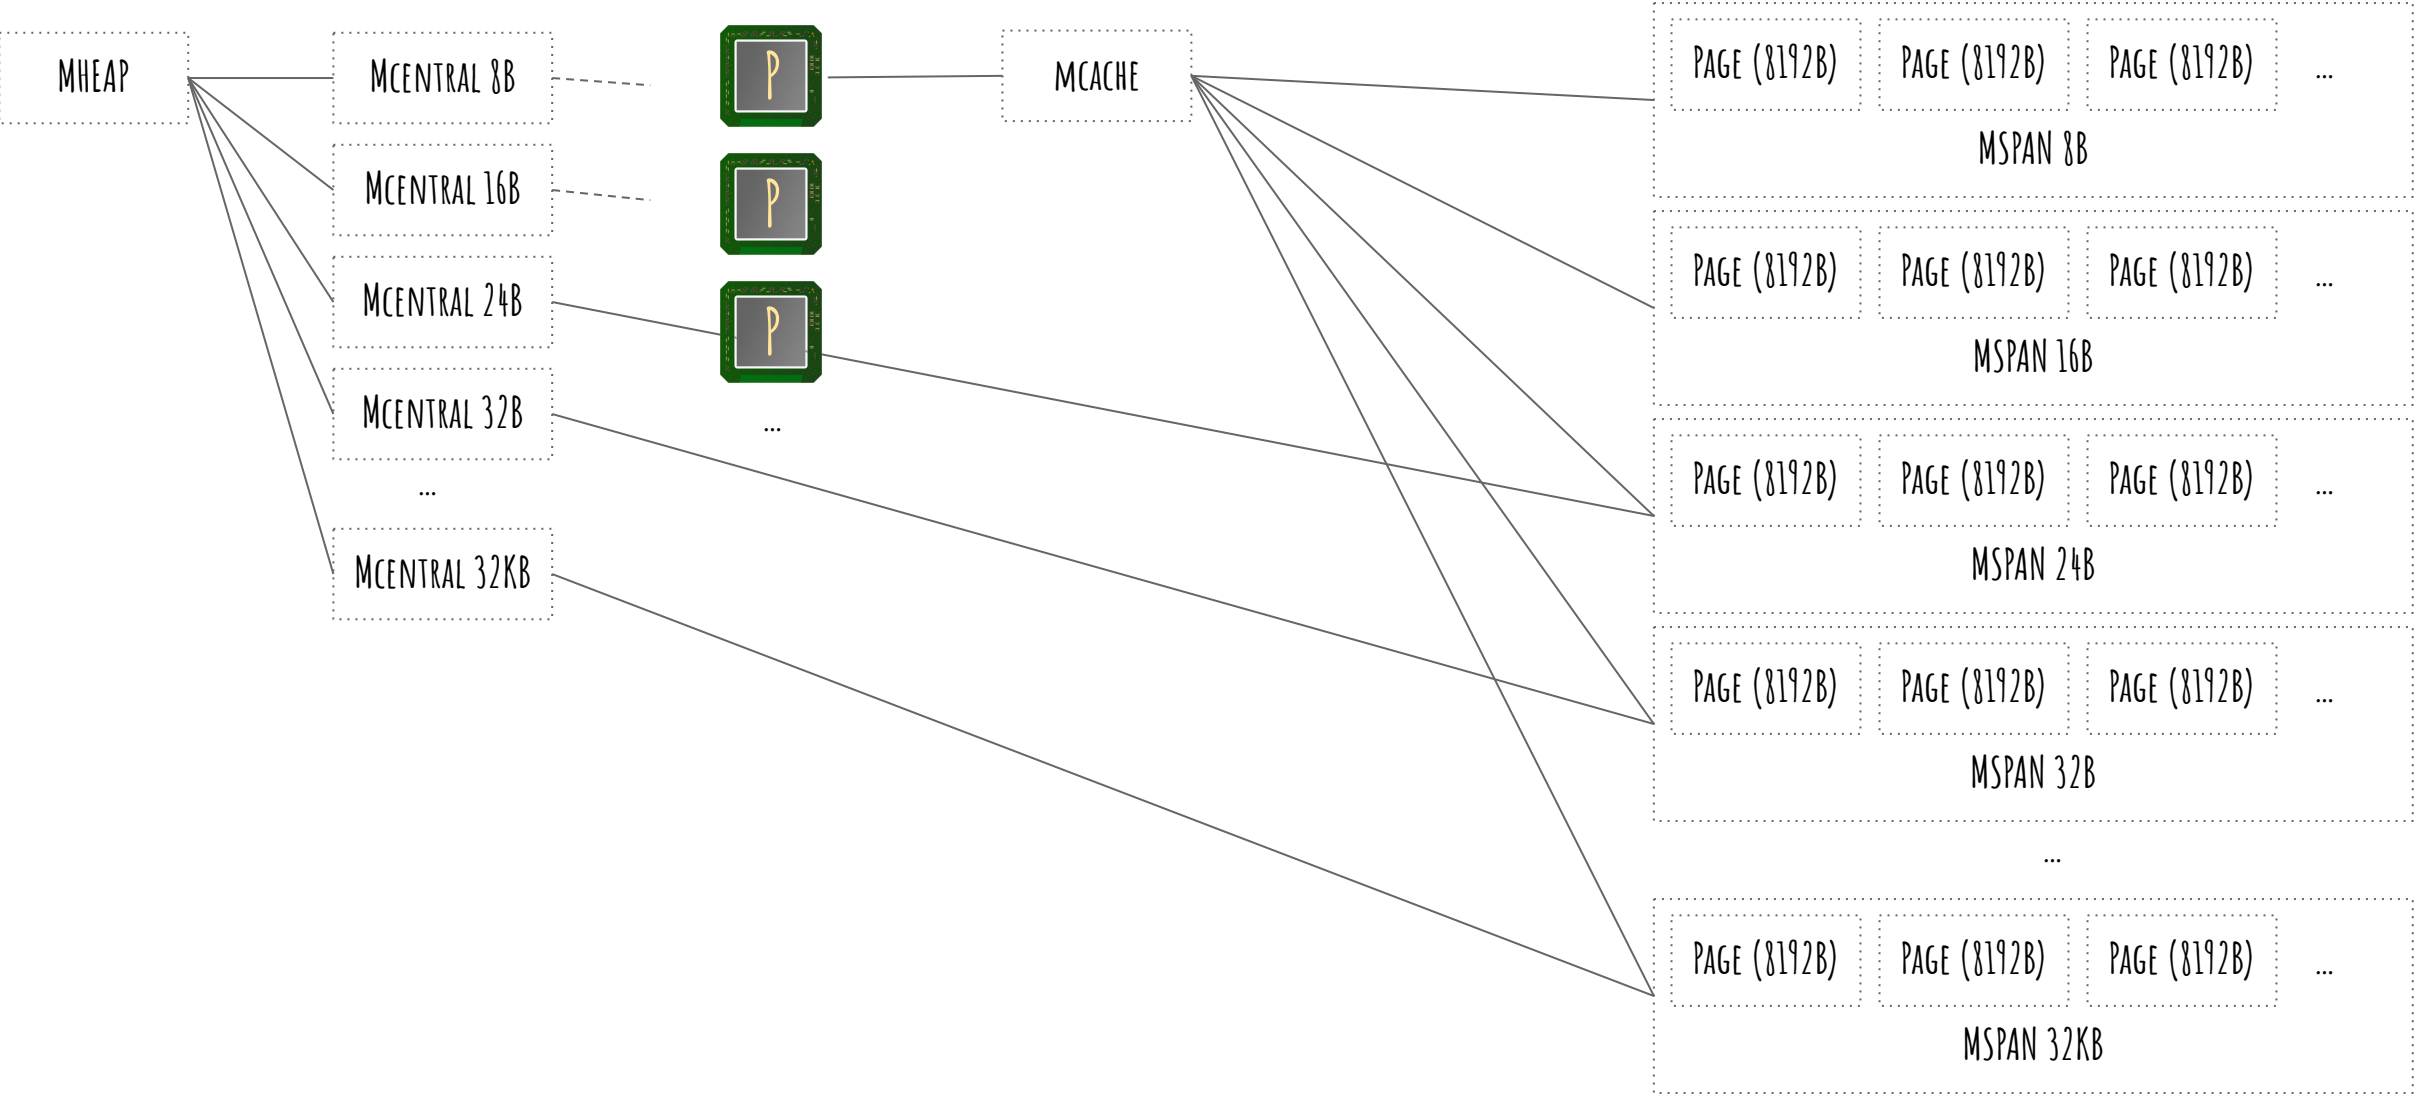 MHEAP
Mcentral 8B
Mcentral 16B
Mcentral 24B
Mcentral 32B
...
Mcentral 32KB
P
P
P
...
mcache
Page (8192B) Page (8192B) Page (8192B) ...
MSPAN 8B
Page (8192B) Page (8192B) Page (8192B) ...
MSPAN 16B
Page (8192B) Page (8192B) Page (8192B) ...
MSPAN 24B
Page (8192B) Page (8192B) Page (8192B) ...
MSPAN 32B
...
Page (8192B) Page (8192B) Page (8192B) ...
MSPAN 32KB